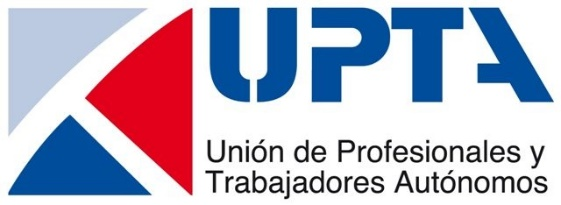 UPTA
Unión de Profesionales y
Trabajadores Autónomos